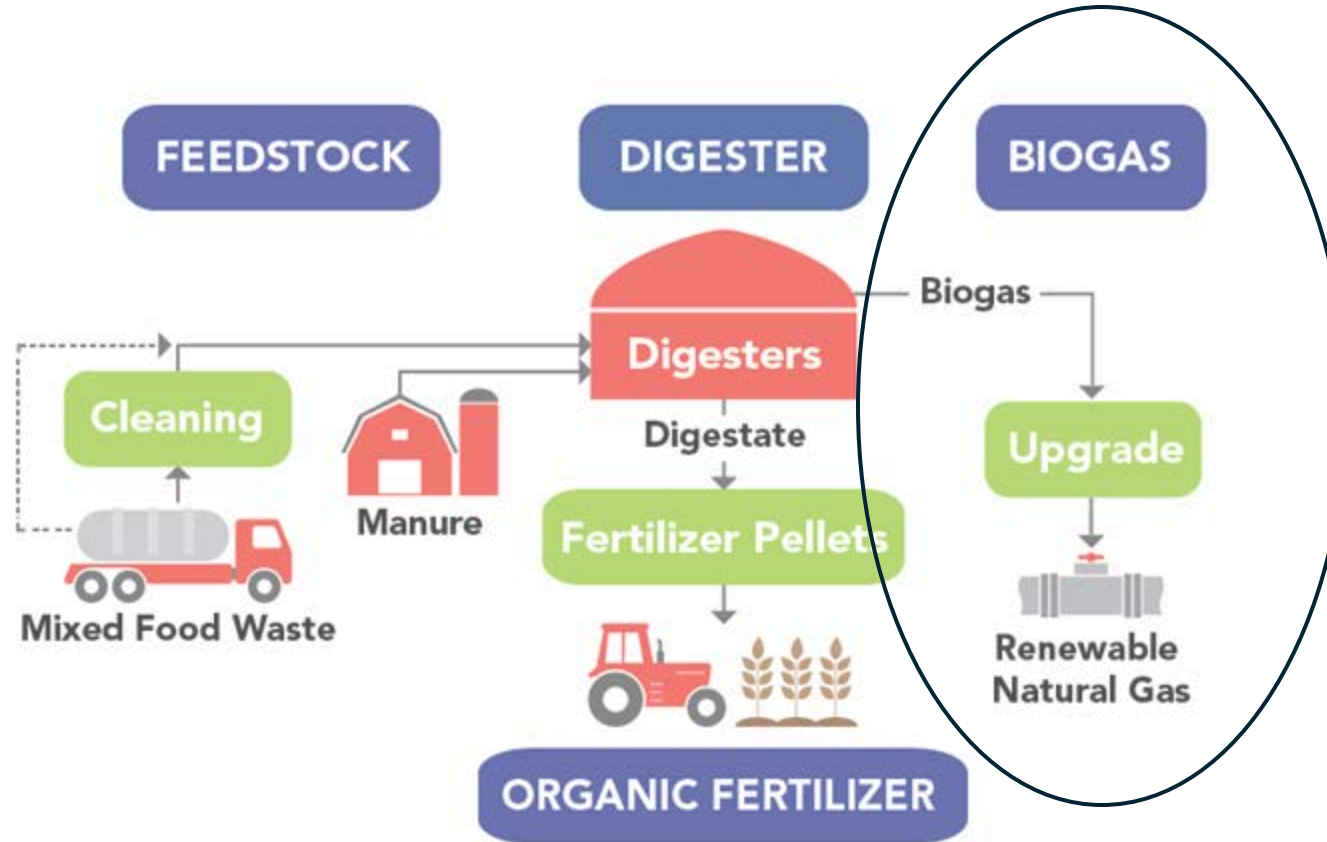 FEEDSTOCK
DIGESTER
BIOGAS
Biogas
Digesters
Cleaning
Digestate
Upgrade
Manure
Fertilizer Pellets
Mixed Food Waste
Renewable
Natural Gas
ORGANIC FERTILIZER